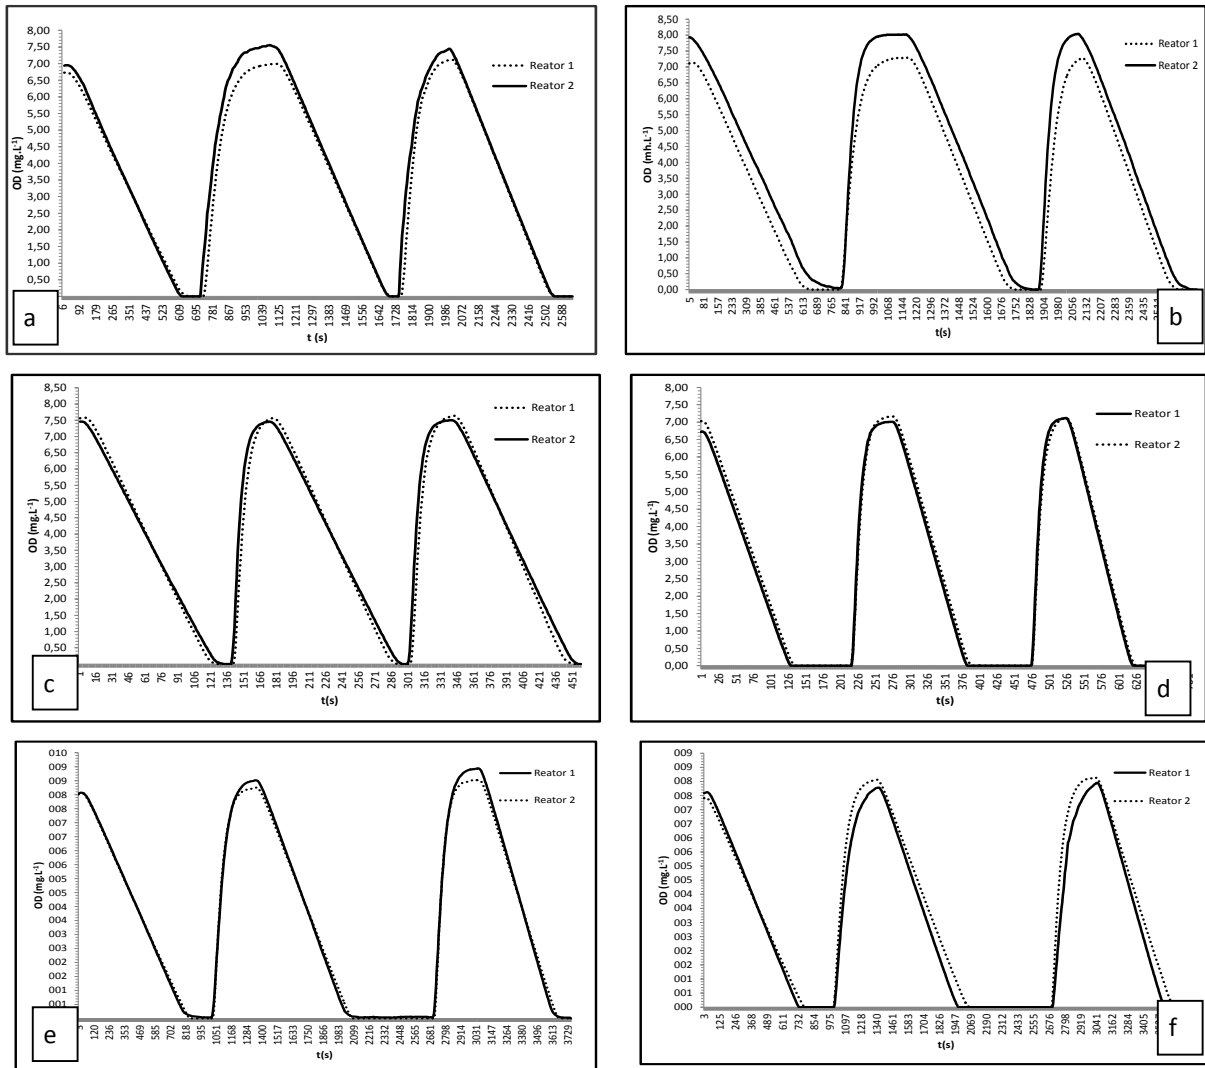 8,00
7,50
7,00
6,50
6,00
5,50
5,00
4,50
4,00
3,50
3,00
2,50
2,00
1,50
1,00
0,50
OD (mg.L⁻¹)
Reator 1
Reator 2
6 92 179 265 351 437 523 609 695 781 867 953 1039 1125 1211 1297 1383 1469 1556 1642 1728 1814 1900 1986 2072 2158 2244 2330 2416 2502 2588
t (s)
a
8,50
8,00
7,50
7,00
6,50
6,00
5,50
5,00
4,50
4,00
3,50
3,00
2,50
2,00
1,50
1,00
0,50
0,00
OD (mh.L⁻¹)
Reator 1
Reator 2
5 81 157 233 309 385 461 537 613 689 765 841 917 992 1068 1144 1220 1296 1372 1448 1524 1600 1676 1752 1828 1904 1980 2056 2132 2207 2283 2359 2435
t(s)
b
8,50
8,00
7,50
7,00
6,50
6,00
5,50
5,00
4,50
4,00
3,50
3,00
2,50
2,00
1,50
1,00
0,50
OD (mg.L⁻¹)
Reator 1
Reator 2
1 16 31 46 61 76 91 106 121 136 151 166 181 196 211 226 241 256 271 286 301 316 331 346 361 376 391 406 421 436 451
t(s)
c
8,00
7,50
7,00
6,50
6,00
5,50
5,00
4,50
4,00
3,50
3,00
2,50
2,00
1,50
1,00
0,50
0,00
OD (mg.L⁻¹)
Reator 1
Reator 2
1 26 51 76 101 126 151 176 201 226 251 276 301 326 351 376 401 426 451 476 501 526 551 576 601 626
t(s)
d
010
009
009
008
008
007
007
006
006
005
005
004
004
003
003
002
002
001
OD (mg.L⁻¹)
Reator 1
Reator 2
3 120 236 353 469 585 702 818 935 1051 1168 1284 1400 1517 1633 1750 1866 1983 2099 2216 2332 2448 2565 2681 2798 2914 3031 3147 3264 3380 3496 3613 3729
t(s)
e
009
008
007
006
005
004
003
002
001
000
OD (mg.L⁻¹)
Reator 1
Reator 2
3 125 246 368 489 611 732 854 975 1097 1218 1340 1461 1583 1704 1826 1947 2069 2190 2312 2433 2555 2676 2798 2919 3041 3162 3284 3405
t(s)
f